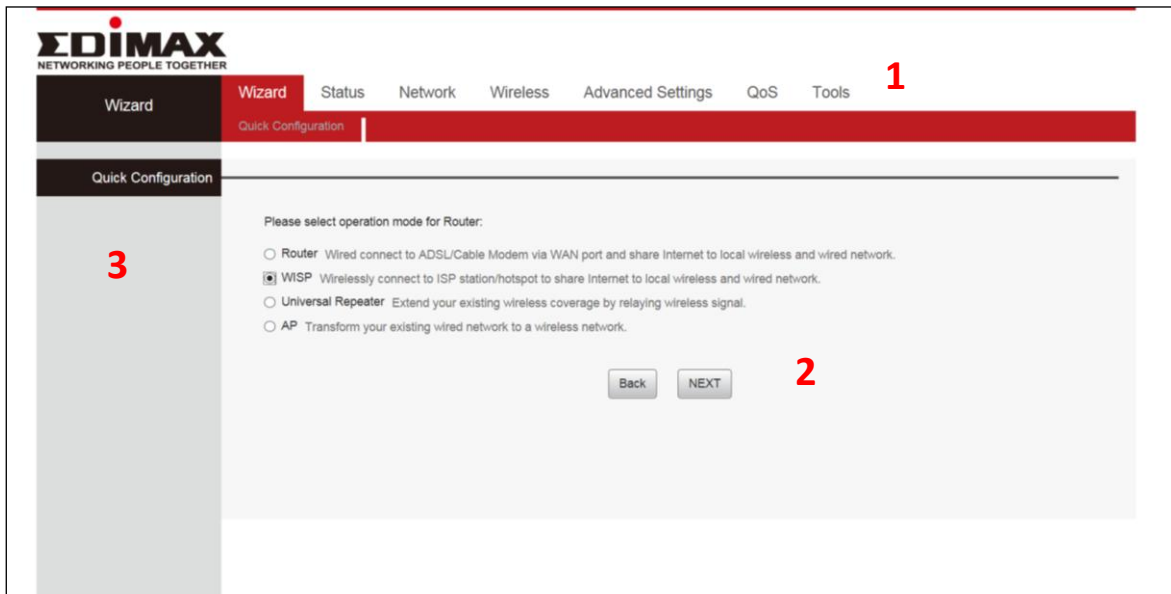 EDIMAX
NETWORKING PEOPLE TOGETHER
Wizard
Wizard Status Network Wireless Advanced Settings QoS Tools 1
Quick Configuration
Quick Configuration
3
Please select operation mode for Router:
Router Wired connect to ADSL/Cable Modem via WAN port and share Internet to local wireless and wired network.
WISP Wirelessly connect to ISP station/hotspot to share Internet to local wireless and wired network.
Universal Repeater Extend your existing wireless coverage by relaying wireless signal.
AP Transform your existing wired network to a wireless network.
Back NEXT 2